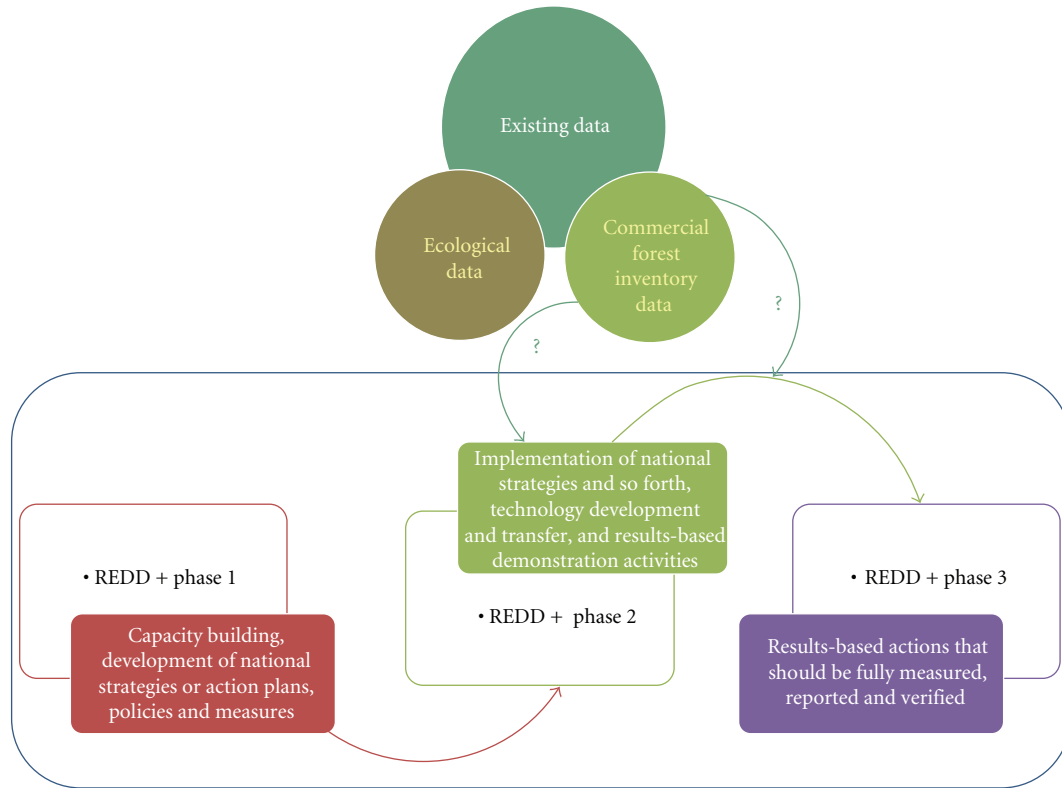 Existing data
Ecological
data
Commercial
forest
inventory
data
?
?
Implementation of national
strategies and so forth,
technology development
and transfer, and results-based
demonstration activities
• REDD + phase 1
• REDD + phase 2
• REDD + phase 3
Capacity building,
development of national
strategies or action plans,
policies and measures
Results-based actions that
should be fully measured,
reported and verified